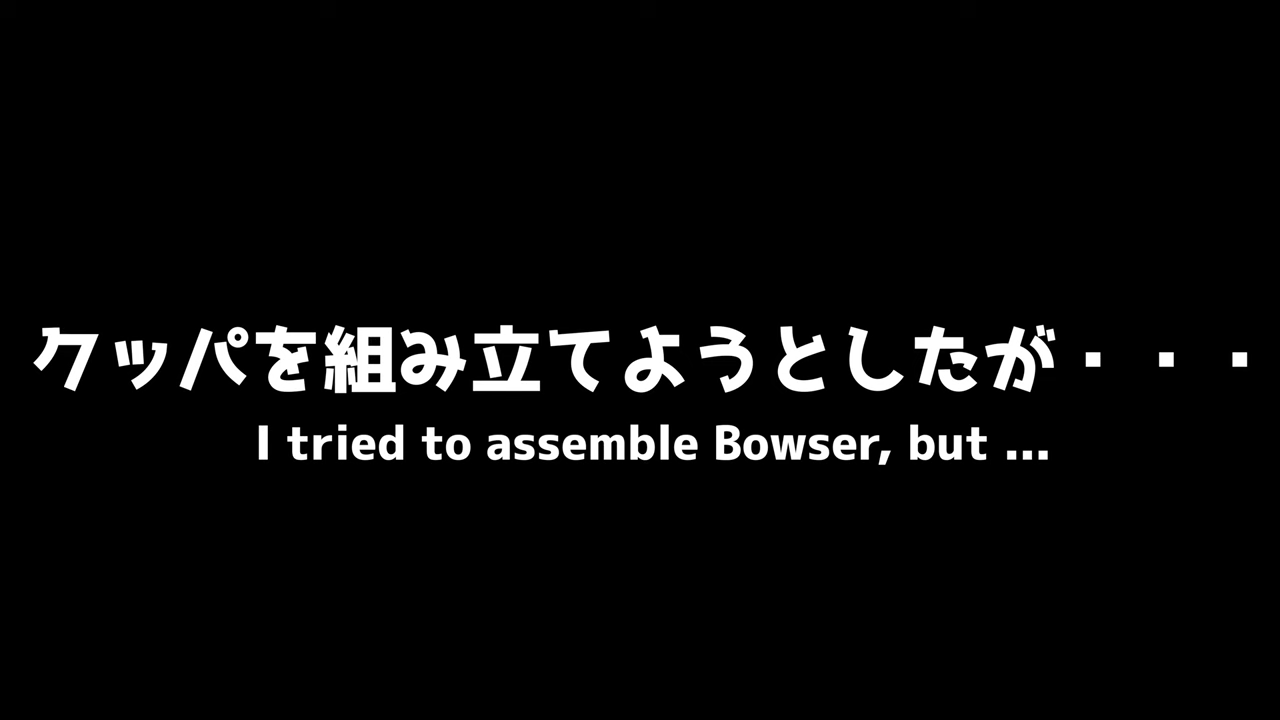 クッパを組み立てようとしたが・・・
I tried to assemble Bowser, but ...